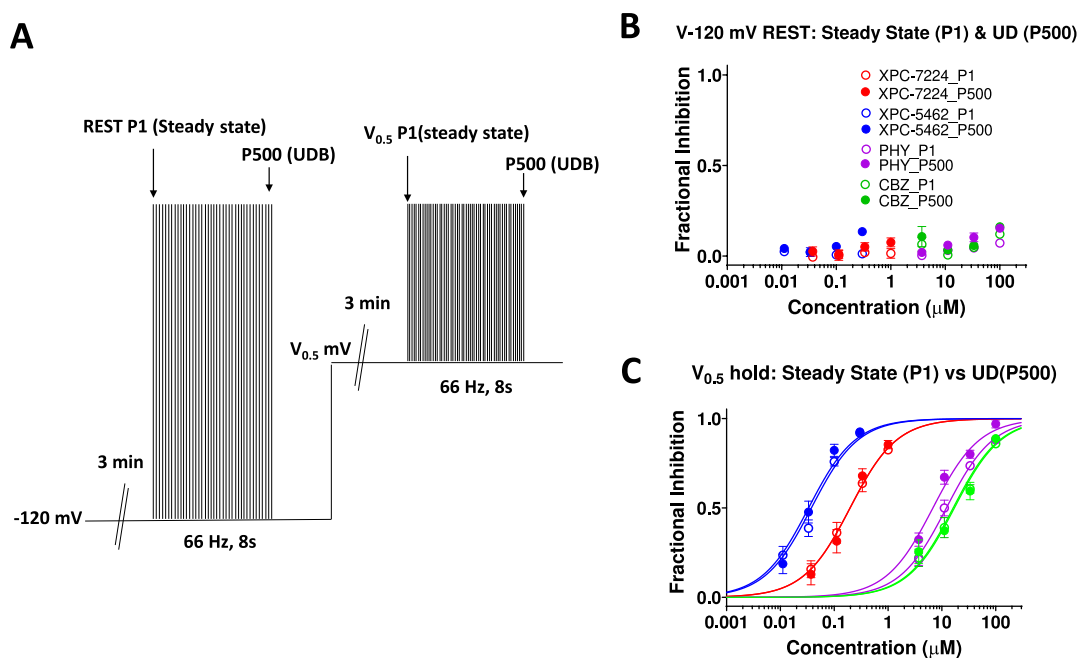 A
REST P1 (Steady state)
P500 (UDB)
V0.5 P1(steady state)
P500 (UDB)
3 min
V0.5 mV
66 Hz, 8s
3 min
-120 mV
66 Hz, 8s
B
V-120 mV REST: Steady State (P1) & UD (P500)
Fractional Inhibition
1.0
0.5
0.0
XPC-7224_P1
XPC-7224_P500
XPC-5462_P1
XPC-5462_P500
PHY_P1
PHY_P500
CBZ_P1
CBZ_P500
0.001 0.01 0.1 1 10 100
Concentration (μM)
C
V0.5 hold: Steady State (P1) vs UD(P500)
Fractional Inhibition
1.0
0.5
0.0
0.001 0.01 0.1 1 10 100
Concentration (μM)